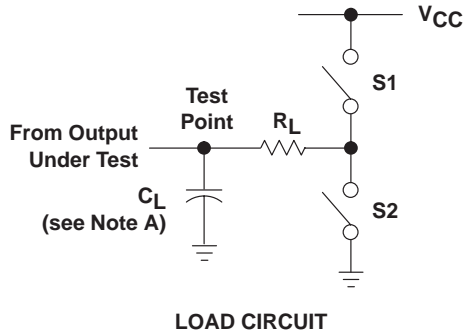 VCC
S1
Test
Point
RL
From Output
Under Test
CL
(see Note A)
S2
LOAD CIRCUIT